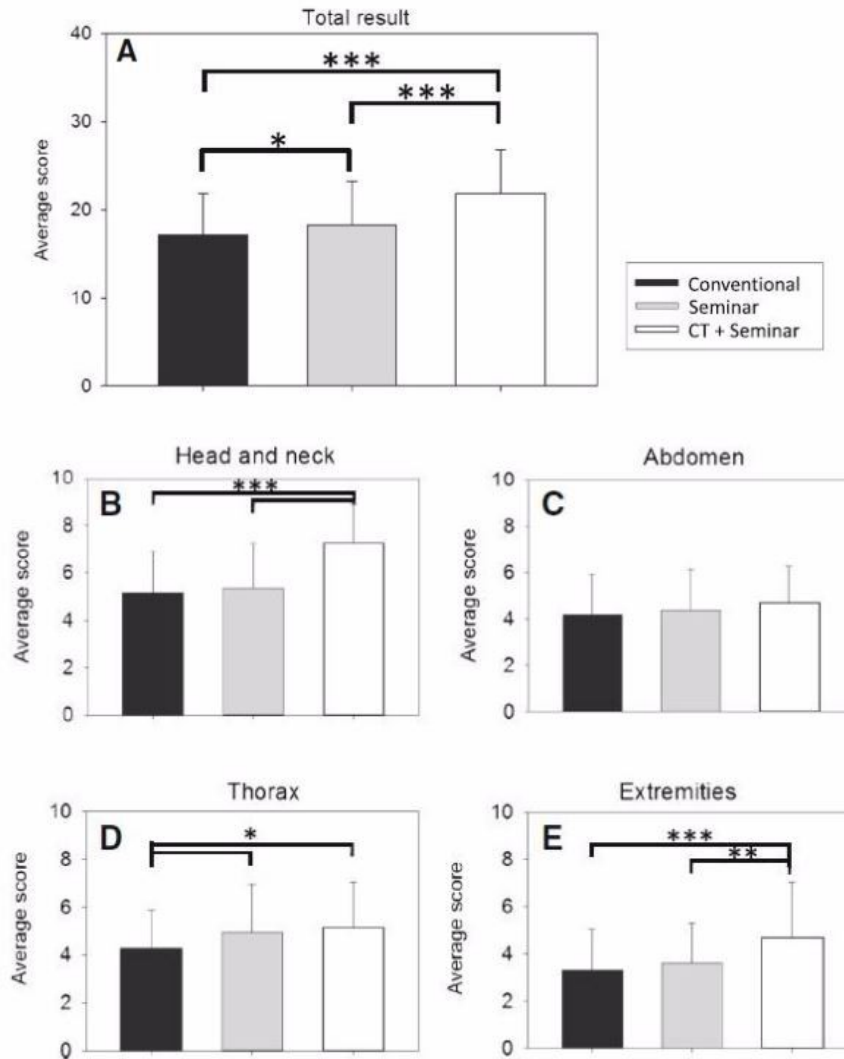 Total result
A
Average score
40
30
20
10
0
***
***
*
Conventional
Seminar
CT + Seminar
Head and neck
B
Average score
10
8
6
4
2
0
***
Abdomen
C
Average score
10
8
6
4
2
0
Thorax
D
Average score
10
8
6
4
2
0
*
Extremities
E
Average score
10
8
6
4
2
0
***
**